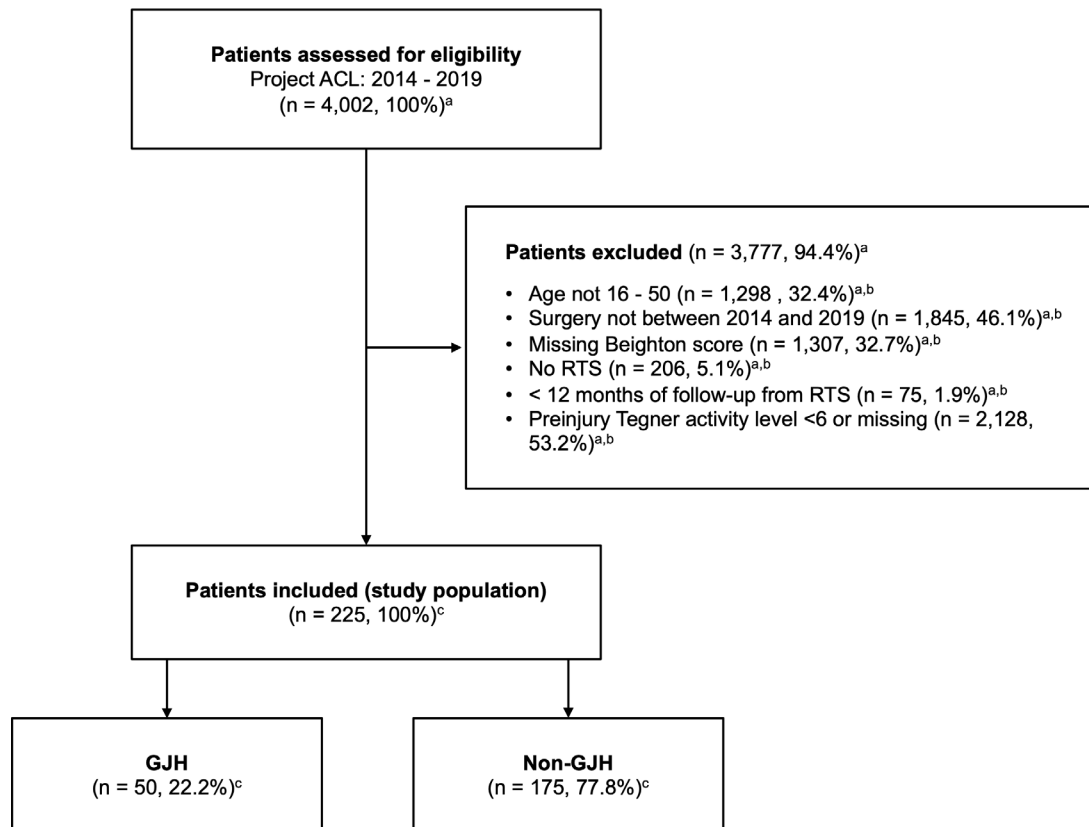 Patients assessed for eligibility
Project ACL: 2014 - 2019
(n = 4,002, 100%)ᵃ
Patients excluded (n = 3,777, 94.4%)ᵃ
• Age not 16 - 50 (n = 1,298 , 32.4%)ᵃ,ᵇ
• Surgery not between 2014 and 2019 (n = 1,845, 46.1%)ᵃ,ᵇ
• Missing Beighton score (n = 1,307, 32.7%)ᵃ,ᵇ
• No RTS (n = 206, 5.1%)ᵃ,ᵇ
• < 12 months of follow-up from RTS (n = 75, 1.9%)ᵃ,ᵇ
• Preinjury Tegner activity level <6 or missing (n = 2,128,
53.2%)ᵃ,ᵇ
Patients included (study population)
(n = 225, 100%)ᶜ
GJH
(n = 50, 22.2%)ᶜ
Non-GJH
(n = 175, 77.8%)ᶜ